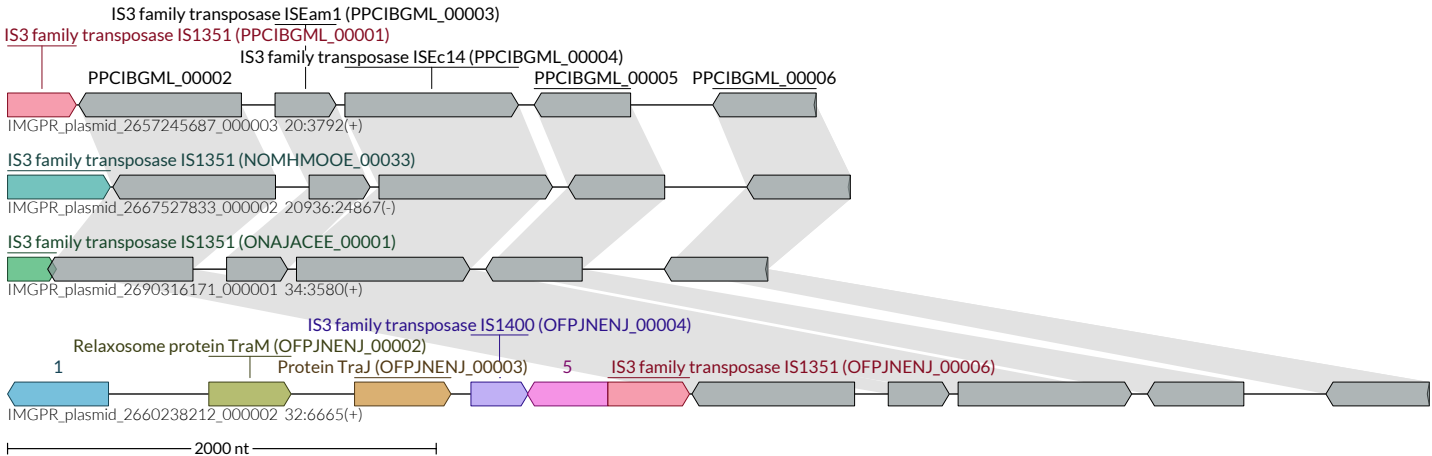 IS3 family transposase ISEam1 (PPCIBGML_00003)
IS3 family transposase IS1351 (PPCIBGML_00001)
IS3 family transposase ISEc14 (PPCIBGML_00004)
PPCIBGML_00002 PPCIBGML_00005 PPCIBGML_00006
IMGPR_plasmid_2657245687_000003 20:3792(+)
IS3 family transposase IS1351 (NOMHMOOE_00033)
IMGPR_plasmid_2667527833_000002 20936:24867(-)
IS3 family transposase IS1351 (ONAJACEE_00001)
IMGPR_plasmid_2690316171_000001 34:3580(+)
IS3 family transposase IS1400 (OFPJNENJ_00004)
Relaxosome protein TraM (OFPJNENJ_00002)
1 Protein TraJ (OFPJNENJ_00003) 5 IS3 family transposase IS1351 (OFPJNENJ_00006)
IMGPR_plasmid_2660238212_000002 32:6665(+)
2000 nt